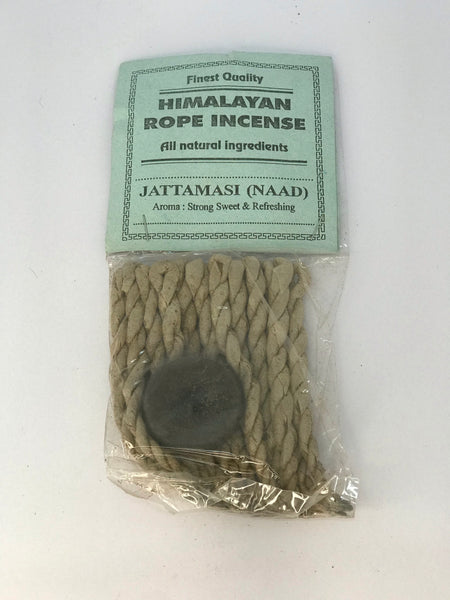 Finest Quality
HIMALAYAN
ROPE INCENSE
All natural ingredients
JATTAMASI (NAAD)
Aroma : Strong Sweet & Refreshing